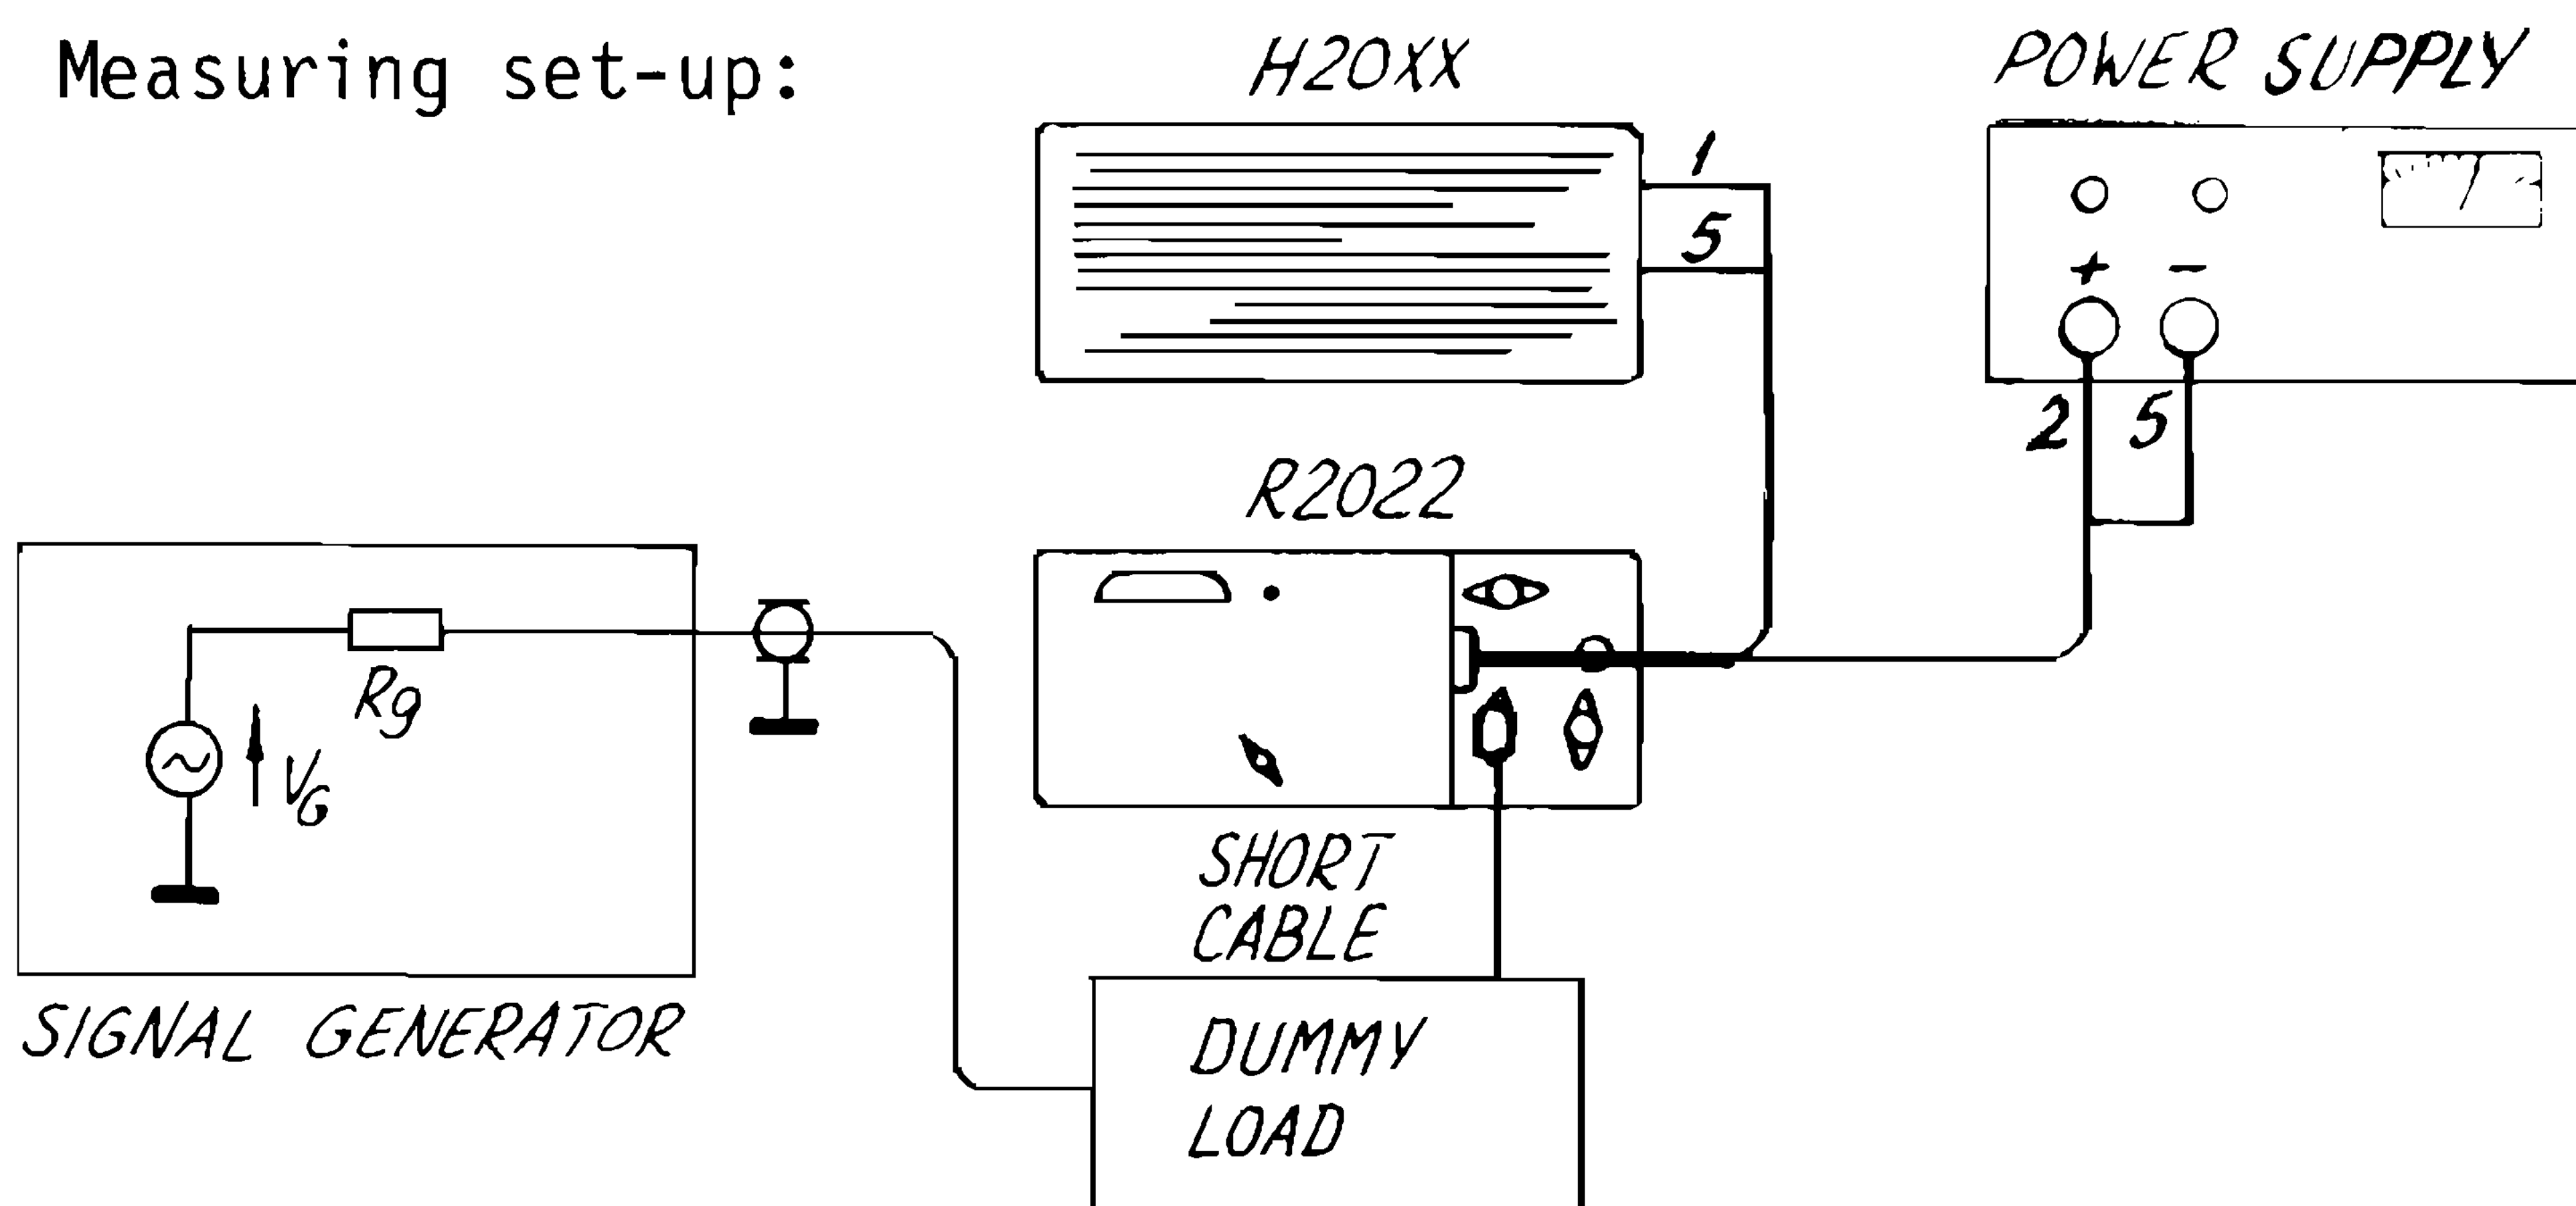 Measuring set-up:
H20XX
POWER SUPPLY
1
5
+ −
2 5
R2022
Rg
VG
SHORT
CABLE
SIGNAL GENERATOR
DUMMY
LOAD